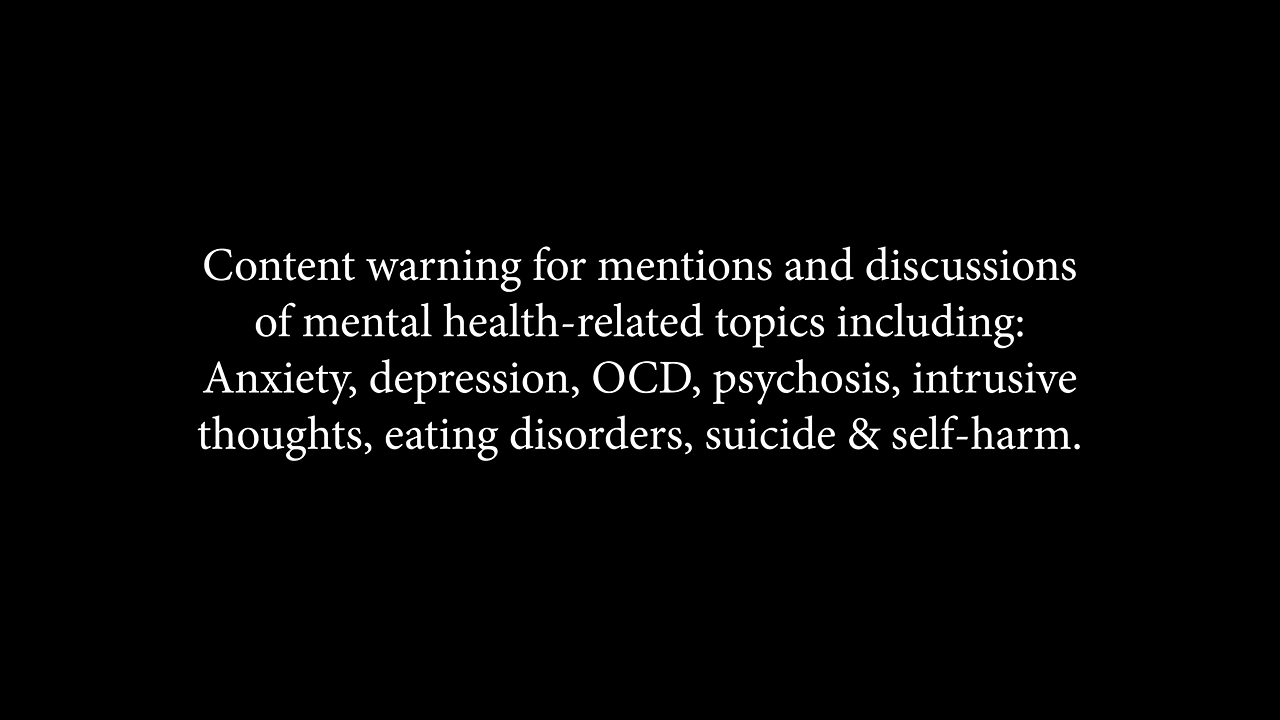 Content warning for mentions and discussions
of mental health-related topics including:
Anxiety, depression, OCD, psychosis, intrusive
thoughts, eating disorders, suicide & self-harm.